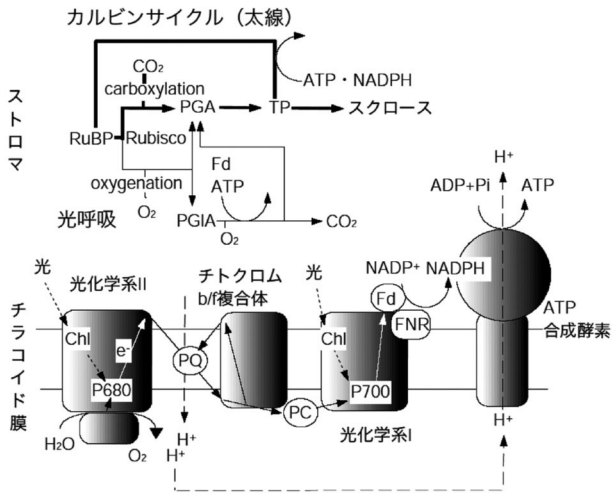 カルビンサイクル（太線）
CO₂
carboxylation
ATP・NADPH
PGA
TP
スクロース
RuBP
Rubisco
oxygenation
O₂
Fd
ATP
光呼吸
PGlA
O₂
CO₂
ストロマ
H⁺
ADP+Pi
ATP
光
光化学系II
チトクロム
b/f複合体
光
NADP⁺
NADPH
Fd
FNR
ATP
合成酵素
チラコイド膜
Chl
e⁻
P680
PQ
PC
Chl
P700
光化学系I
H₂O
O₂
H⁺
H⁺
H⁺